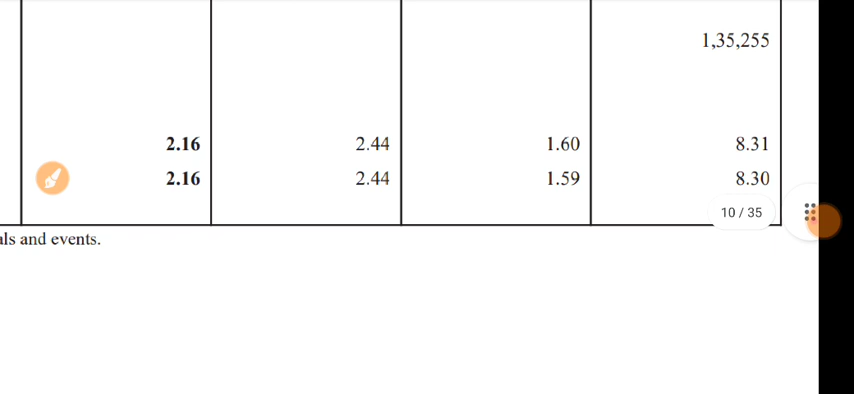 1,35,255
2.16 2.44 1.60 8.31
2.16 2.44 1.59 8.30
10 / 35
and events.